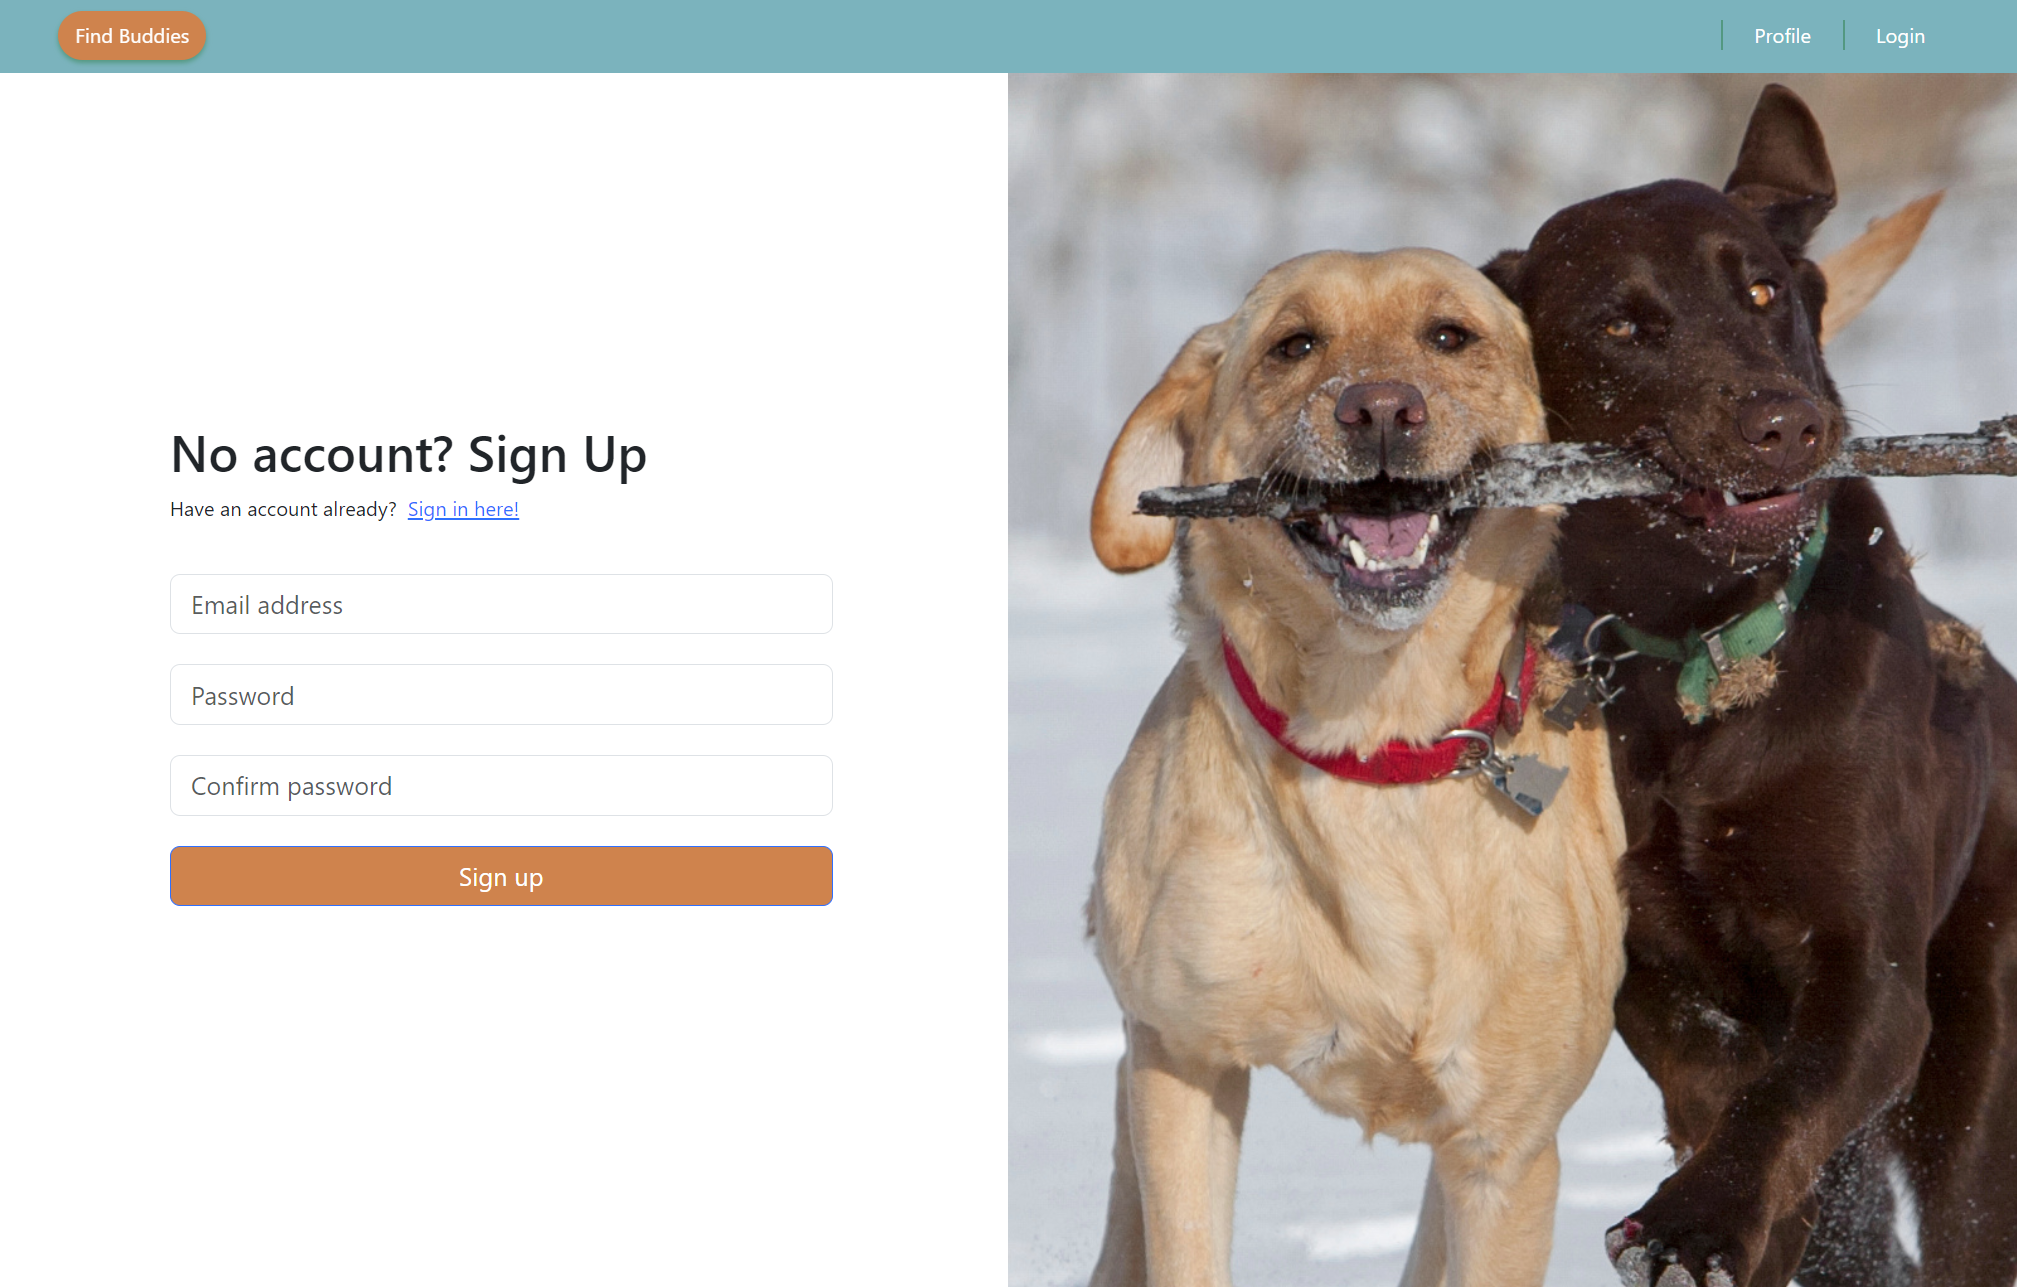 Find Buddies
Profile
Login
No account? Sign Up
Have an account already? Sign in here!
Email address
Password
Confirm password
Sign up